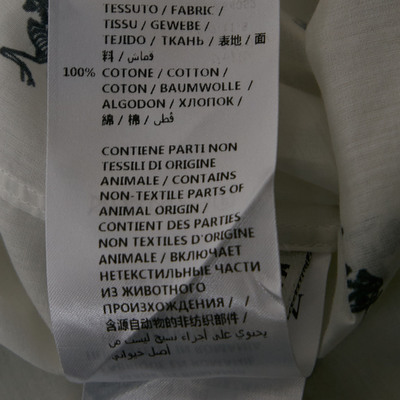 TESSUTO / FABRIC /
TISSU / GEWEBE /
TEJIDO / ТКАНЬ / 表地 / 面
料 / قماش /
100% COTONE / COTTON /
COTON / BAUMWOLLE /
ALGODON / ХЛОПОК /
綿 / 棉 / قطن /
CONTIENE PARTI NON
TESSILI DI ORIGINE
ANIMALE / CONTAINS
NON-TEXTILE PARTS OF
ANIMAL ORIGIN /
CONTIENT DES PARTIES
NON TEXTILES D'ORIGINE
ANIMALE / ВКЛЮЧАЕТ
НЕТЕКСТИЛЬНЫЕ ЧАСТИ
ИЗ ЖИВОТНОГО
ПРОИСХОЖДЕНИЯ / /
含源自动物的非纺织部件 /
يحتوي على أجزاء نسيج ليست من
أصل حيواني